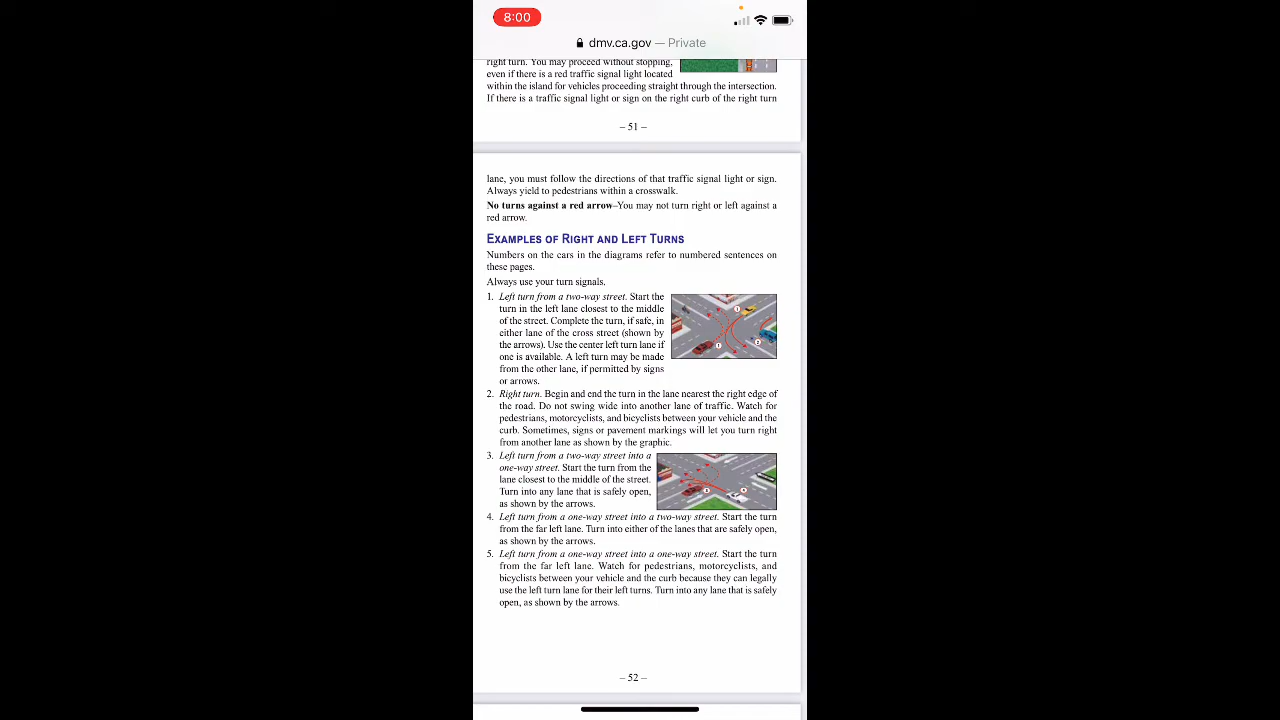 8:00
dmv.ca.gov — Private
right turn. You may proceed without stopping,
even if there is a red traffic signal light located
within the island for vehicles proceeding straight through the intersection.
If there is a traffic signal light or sign on the right curb of the right turn
– 51 –
lane, you must follow the directions of that traffic signal light or sign.
Always yield to pedestrians within a crosswalk.
No turns against a red arrow–You may not turn right or left against a
red arrow.
EXAMPLES OF RIGHT AND LEFT TURNS
Numbers on the cars in the diagrams refer to numbered sentences on
these pages.
Always use your turn signals.
1. Left turn from a two-way street. Start the
turn in the left lane closest to the middle
of the street. Complete the turn, if safe, in
either lane of the cross street (shown by
the arrows). Use the center left turn lane if
one is available. A left turn may be made
from the other lane, if permitted by signs
or arrows.
1
1
2
2. Right turn. Begin and end the turn in the lane nearest the right edge of
the road. Do not swing wide into another lane of traffic. Watch for
pedestrians, motorcyclists, and bicyclists between your vehicle and the
curb. Sometimes, signs or pavement markings will let you turn right
from another lane as shown by the graphic.
3. Left turn from a two-way street into a
one-way street. Start the turn from the
lane closest to the middle of the street.
Turn into any lane that is safely open,
as shown by the arrows.
3
4
4. Left turn from a one-way street into a two-way street. Start the turn
from the far left lane. Turn into either of the lanes that are safely open,
as shown by the arrows.
5. Left turn from a one-way street into a one-way street. Start the turn
from the far left lane. Watch for pedestrians, motorcyclists, and
bicyclists between your vehicle and the curb because they can legally
use the left turn lane for their left turns. Turn into any lane that is safely
open, as shown by the arrows.
– 52 –